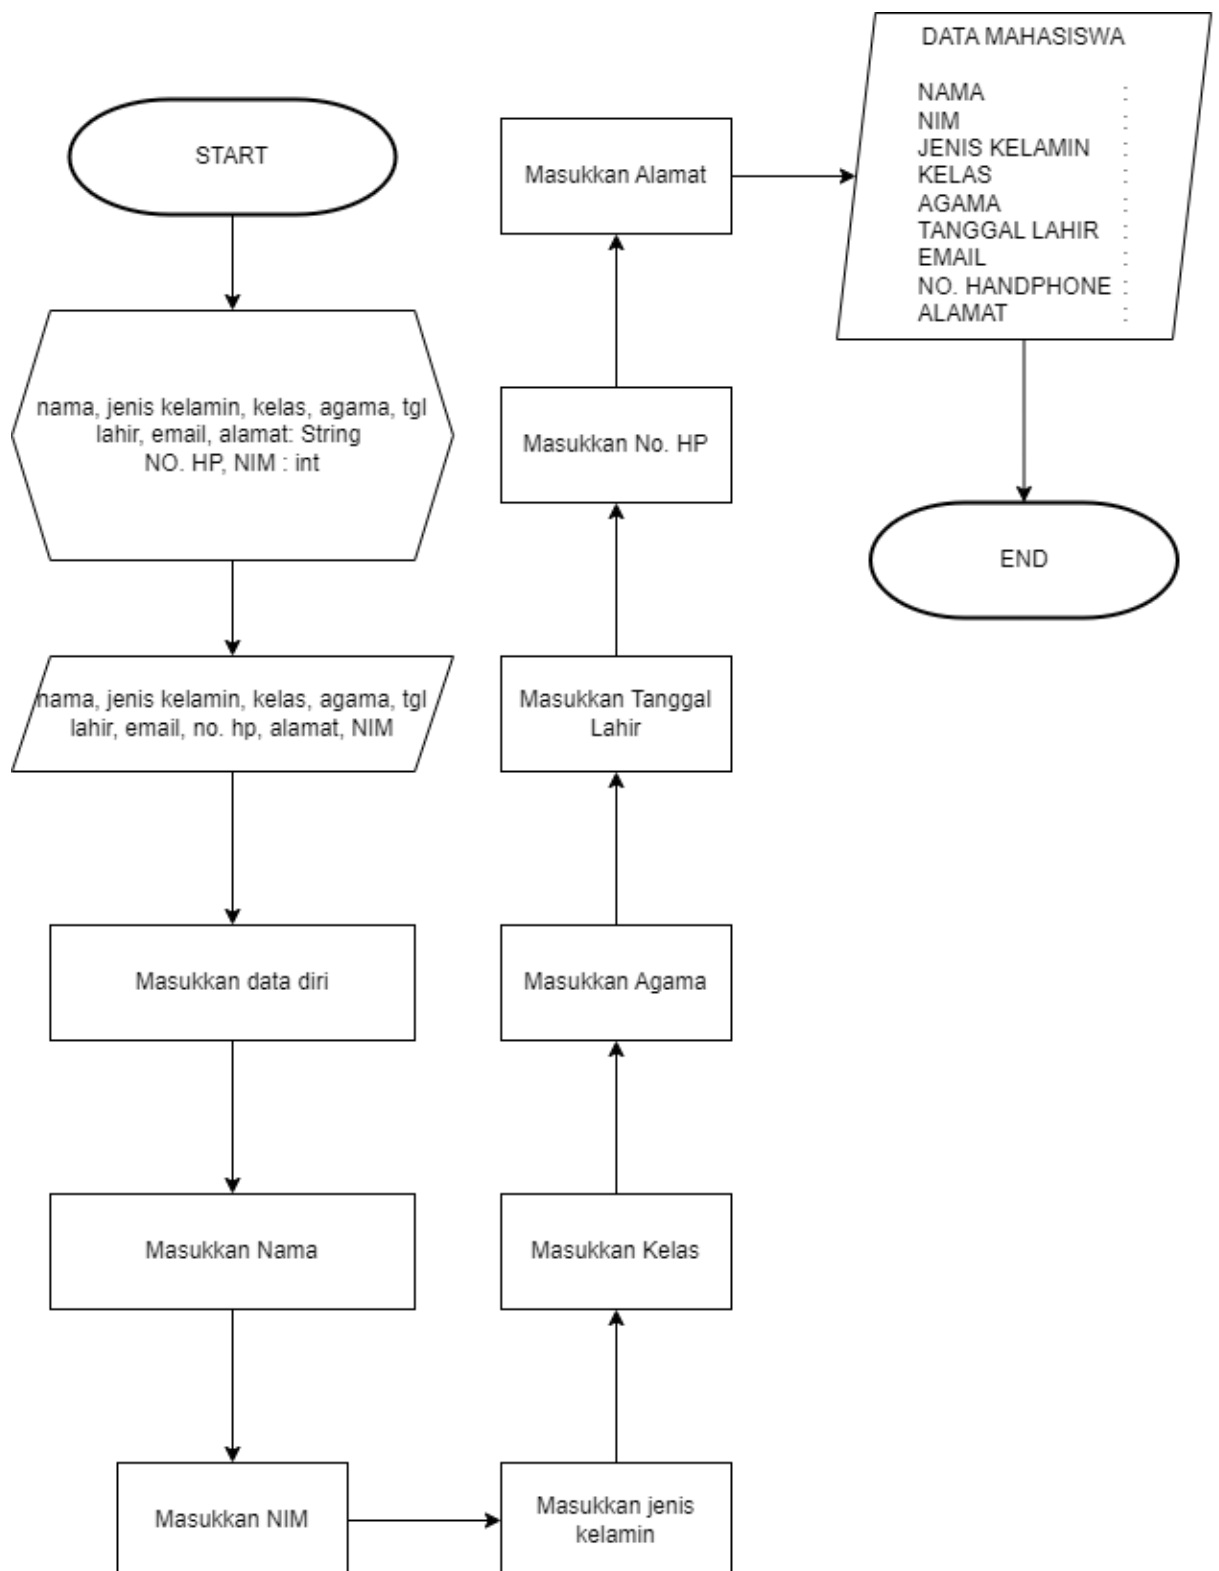 START
nama, jenis kelamin, kelas, agama, tgl
lahir, email, alamat: String
NO. HP, NIM : int
nama, jenis kelamin, kelas, agama, tgl
lahir, email, no. hp, alamat, NIM
Masukkan data diri
Masukkan Nama
Masukkan NIM
Masukkan jenis
kelamin
Masukkan Kelas
Masukkan Agama
Masukkan Tanggal
Lahir
Masukkan No. HP
Masukkan Alamat
DATA MAHASISWA
NAMA :
NIM :
JENIS KELAMIN :
KELAS :
AGAMA :
TANGGAL LAHIR :
EMAIL :
NO. HANDPHONE :
ALAMAT :
END